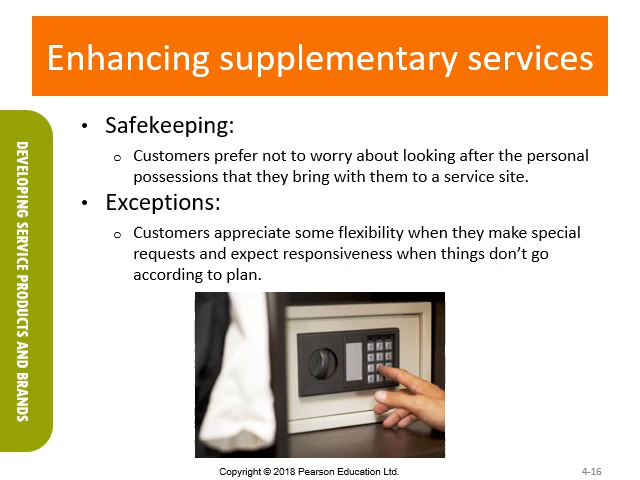 Enhancing supplementary services
DEVELOPING SERVICE PRODUCTS AND BRANDS
• Safekeeping:
o Customers prefer not to worry about looking after the personal
possessions that they bring with them to a service site.
• Exceptions:
o Customers appreciate some flexibility when they make special
requests and expect responsiveness when things don’t go
according to plan.
Copyright © 2018 Pearson Education Ltd.
4-16